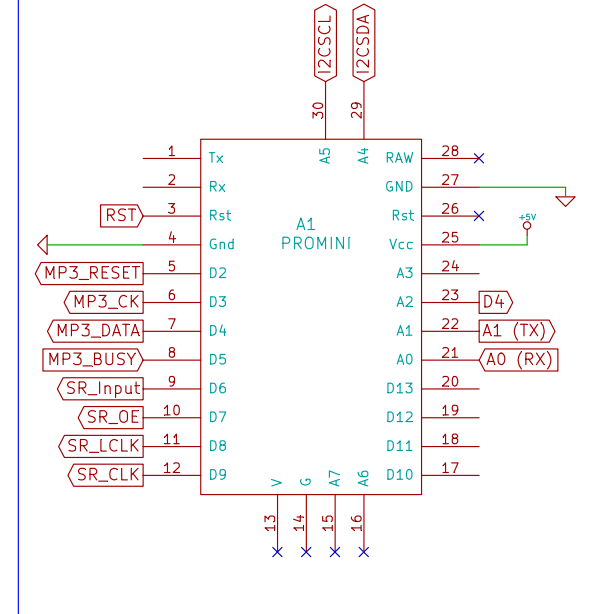 I2CSCL
I2CSDA
30
29
A5
A4
1 Tx
2 Rx
RST 3 Rst
4 Gnd
MP3_RESET 5 D2
MP3_CK 6 D3
MP3_DATA 7 D4
MP3_BUSY 8 D5
SR_Input 9 D6
SR_OE 10 D7
SR_LCLK 11 D8
SR_CLK 12 D9
A1
PROMINI
RAW 28
GND 27
Rst 26
+5V
Vcc 25
A3 24
A2 23 D4
A1 22 A1 (TX)
A0 21 A0 (RX)
D13 20
D12 19
D11 18
D10 17
V
G
A7
A6
13
14
15
16